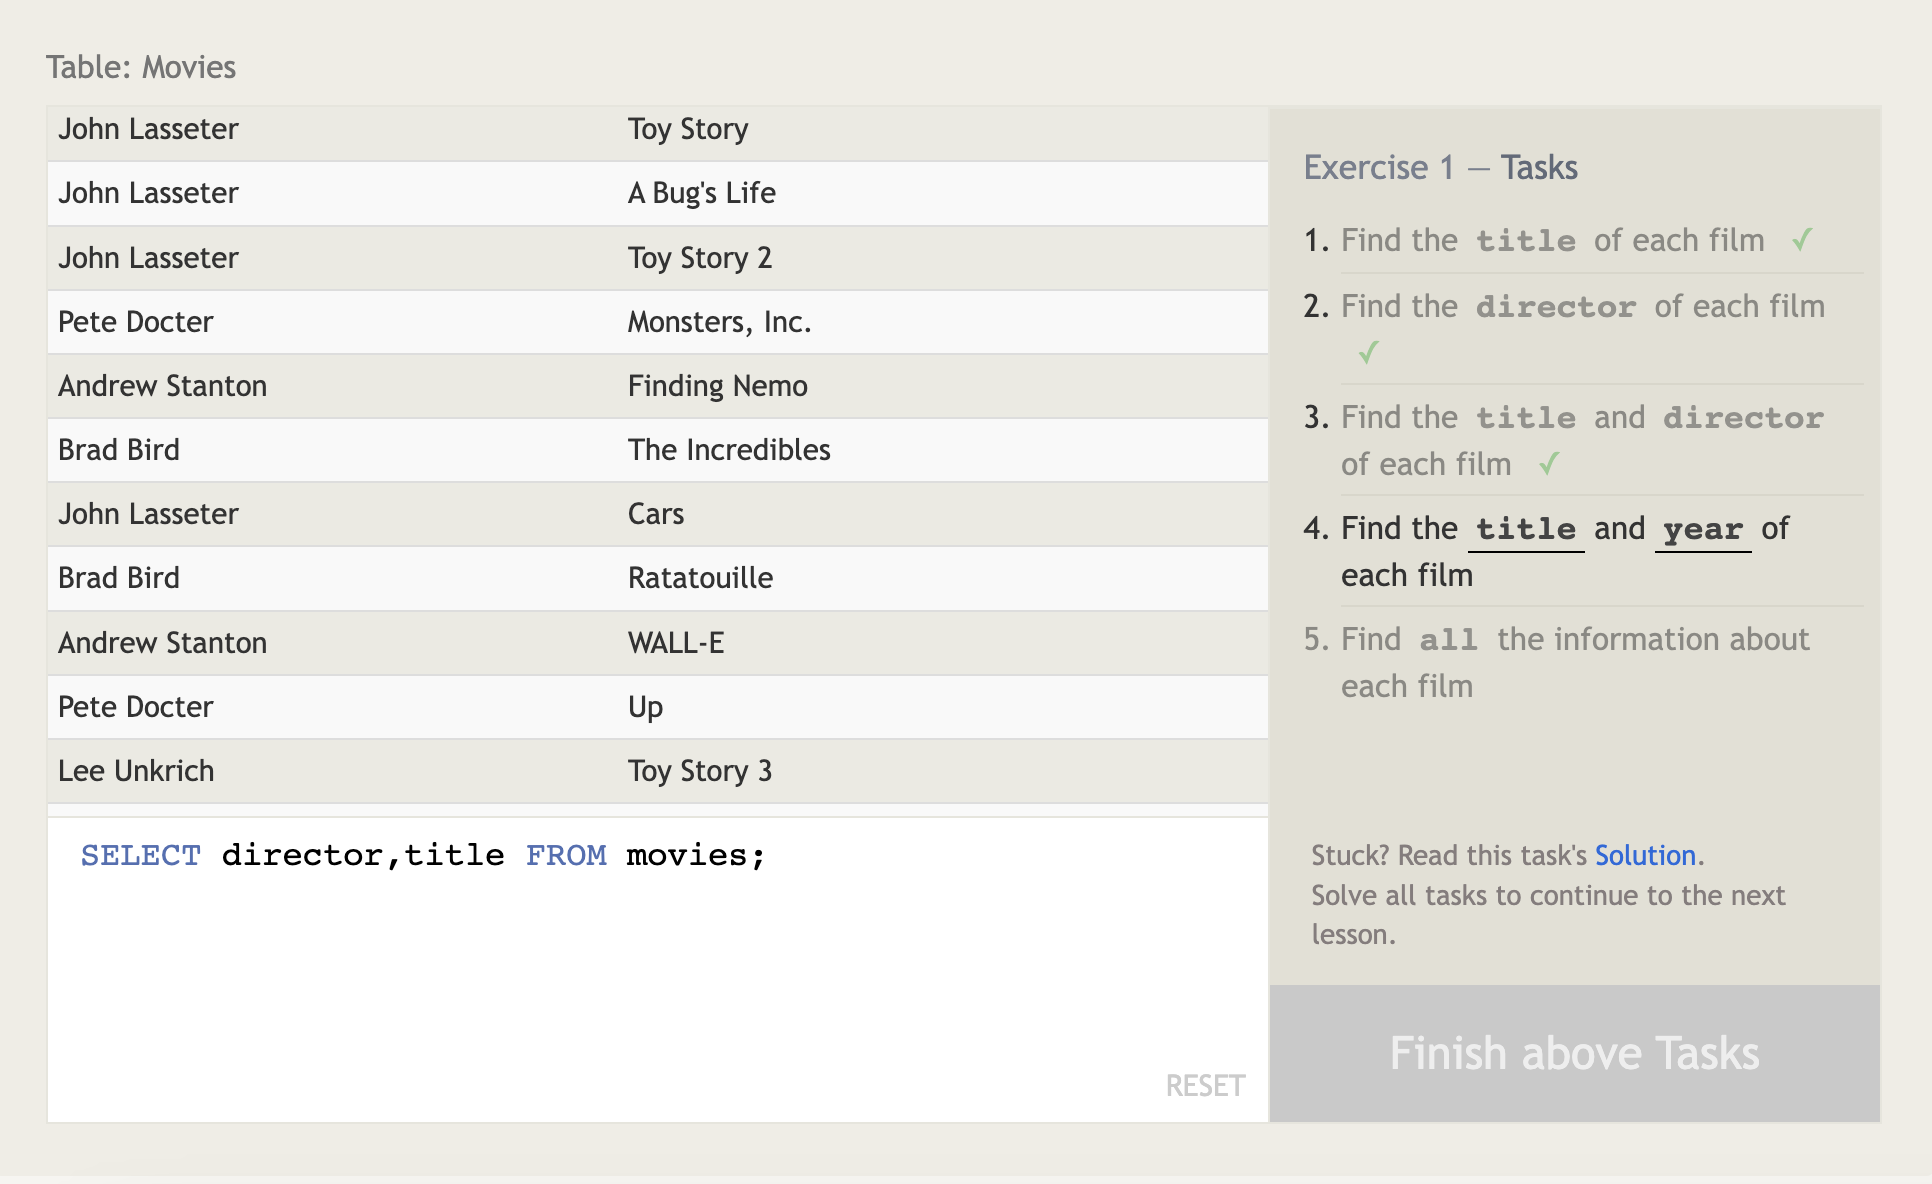 Table: Movies
John Lasseter Toy Story
John Lasseter A Bug's Life
John Lasseter Toy Story 2
Pete Docter Monsters, Inc.
Andrew Stanton Finding Nemo
Brad Bird The Incredibles
John Lasseter Cars
Brad Bird Ratatouille
Andrew Stanton WALL-E
Pete Docter Up
Lee Unkrich Toy Story 3
SELECT director,title FROM movies;
RESET
Exercise 1 — Tasks
1. Find the title of each film ✓
2. Find the director of each film
✓
3. Find the title and director
of each film ✓
4. Find the title and year of
each film
5. Find all the information about
each film
Stuck? Read this task's Solution.
Solve all tasks to continue to the next
lesson.
Finish above Tasks